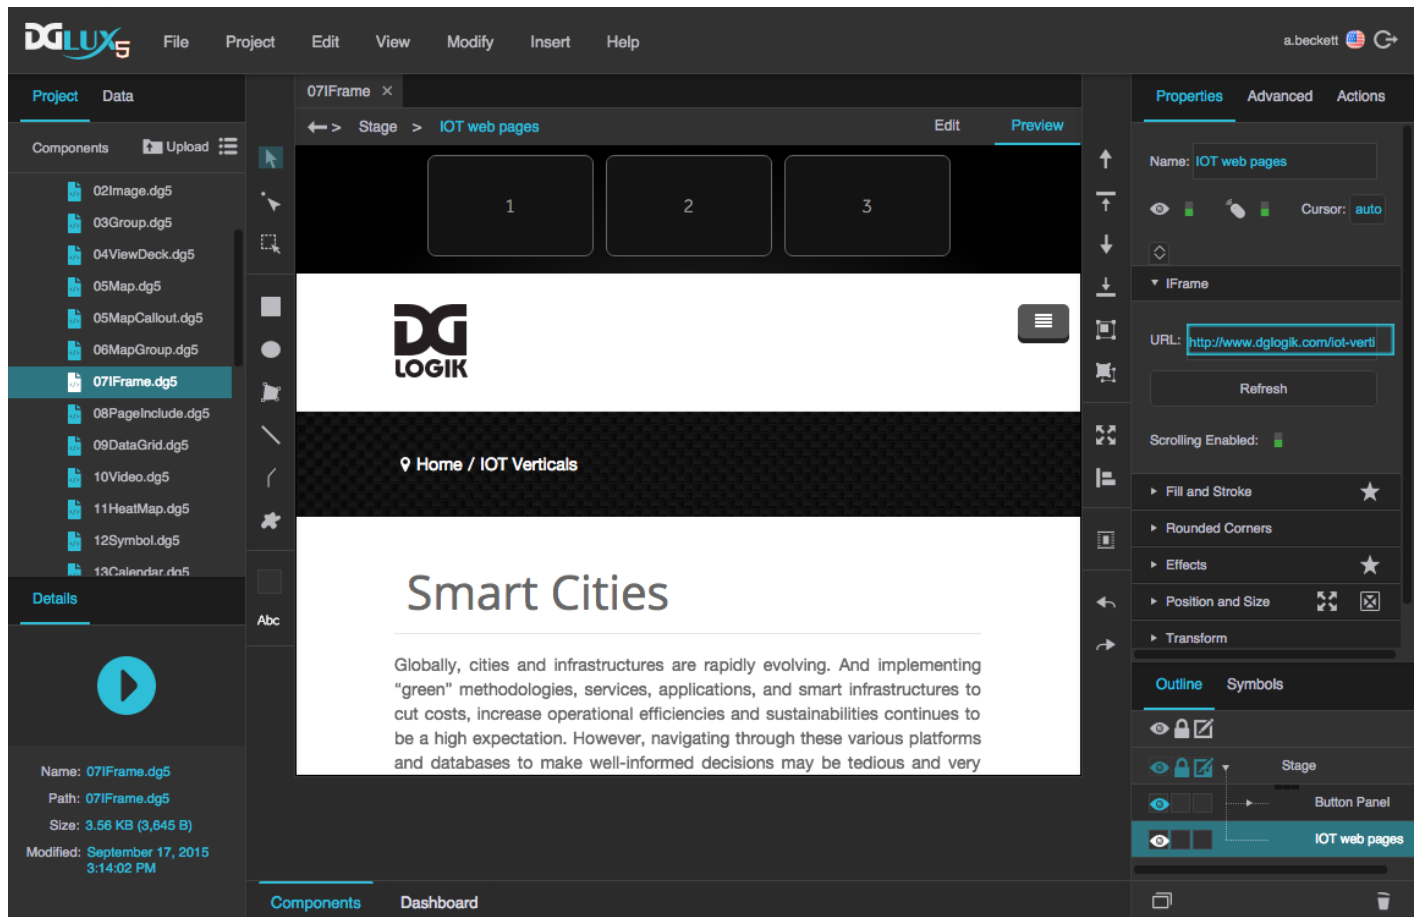 DGLUX5
File Project Edit View Modify Insert Help
a.beckett
Project Data
Components Upload
02Image.dg5
03Group.dg5
04ViewDeck.dg5
05Map.dg5
05MapCallout.dg5
06MapGroup.dg5
07IFrame.dg5
08PageInclude.dg5
09DataGrid.dg5
10Video.dg5
11HeatMap.dg5
12Symbol.dg5
13Calendar.dg5
Details
Name: 07IFrame.dg5
Path: 07IFrame.dg5
Size: 3.56 KB (3,645 B)
Modified: September 17, 2015
3:14:02 PM
Abc
07IFrame ×
> Stage > IOT web pages
Edit Preview
1 2 3
DG
LOGIK
Home / IOT Verticals
Smart Cities
Globally, cities and infrastructures are rapidly evolving. And implementing
“green” methodologies, services, applications, and smart infrastructures to
cut costs, increase operational efficiencies and sustainabilities continues to
be a high expectation. However, navigating through these various platforms
and databases to make well-informed decisions may be tedious and very
Components Dashboard
Properties Advanced Actions
Name: IOT web pages
Cursor: auto
IFrame
URL: http://www.dglogik.com/iot-verti
Refresh
Scrolling Enabled:
Fill and Stroke
Rounded Corners
Effects
Position and Size
Transform
Outline Symbols
Stage
Button Panel
IOT web pages